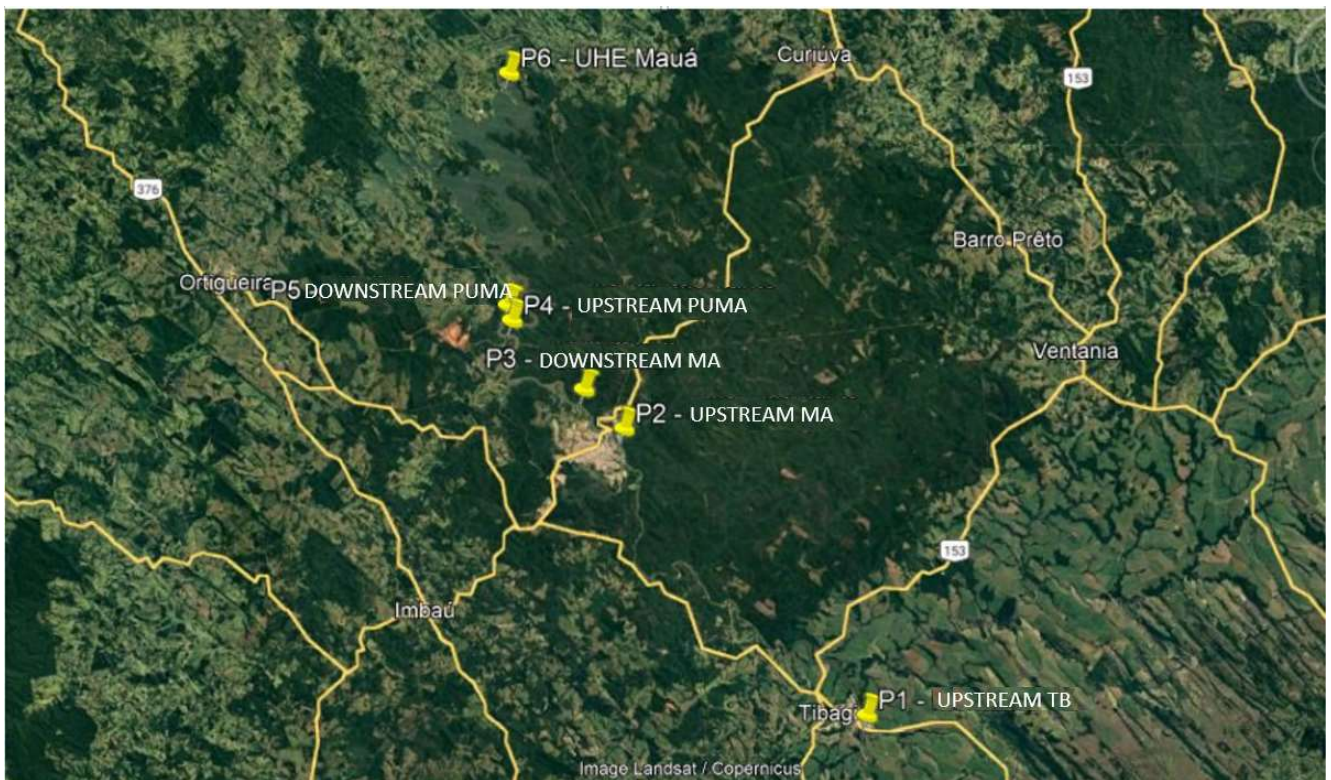 P6 - UHE Mauá
Curiúva
153
376
Barro Prêto
Ortigueira
P5 DOWNSTREAM PUMA
P4 - UPSTREAM PUMA
Ventania
P3 - DOWNSTREAM MA
P2 - UPSTREAM MA
153
Imbaú
P1 - UPSTREAM TB
Tibagi
Image Landsat / Copernicus